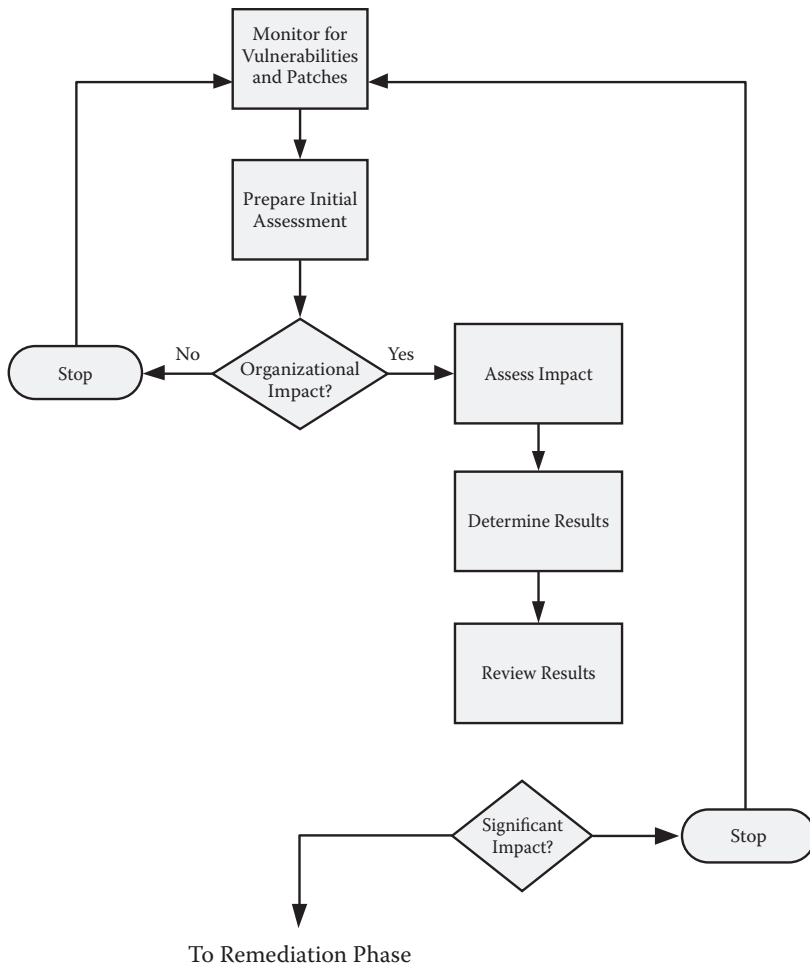 Monitor for
Vulnerabilities
and Patches
Prepare Initial
Assessment
No
Yes
Stop
Organizational
Impact?
Assess Impact
Determine Results
Review Results
Significant
Impact?
Stop
To Remediation Phase